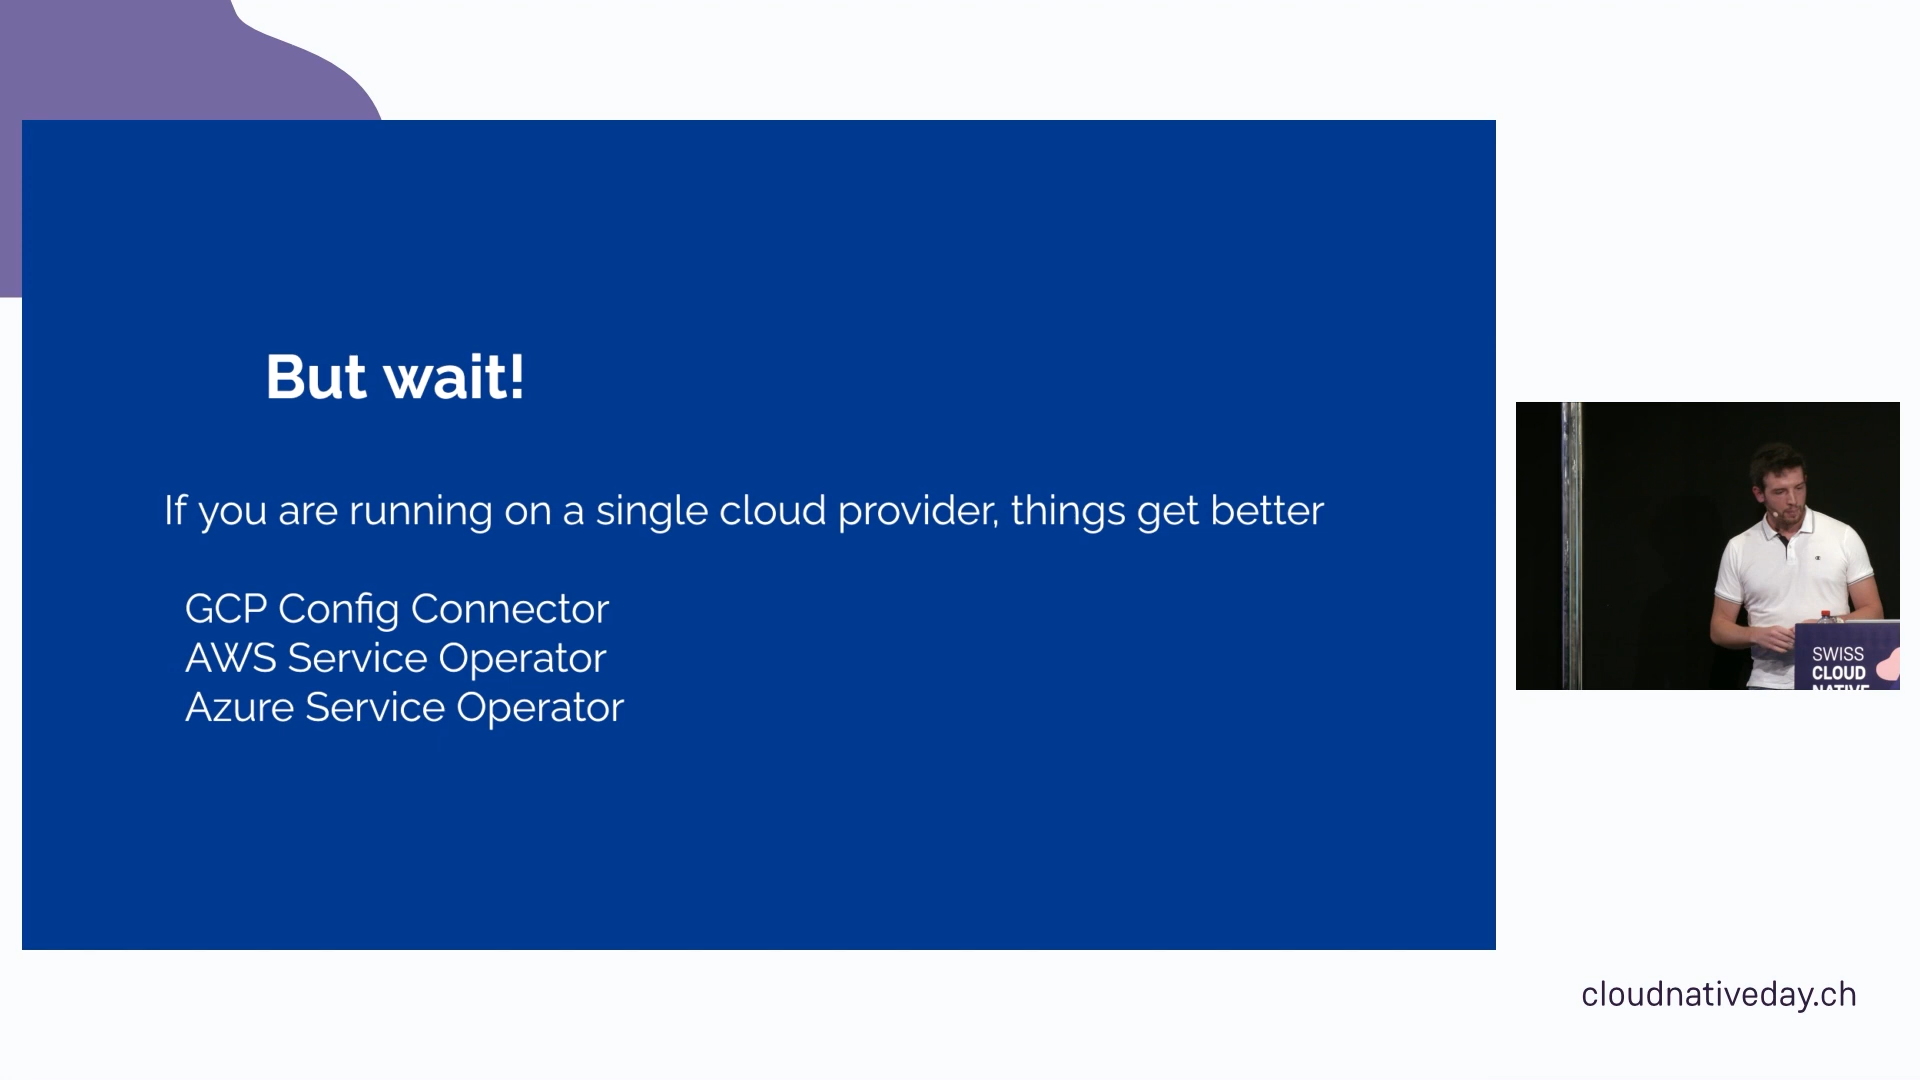 But wait!
If you are running on a single cloud provider, things get better
GCP Config Connector
AWS Service Operator
Azure Service Operator
SWISS
CLOUD
NATIVE
cloudnativeday.ch